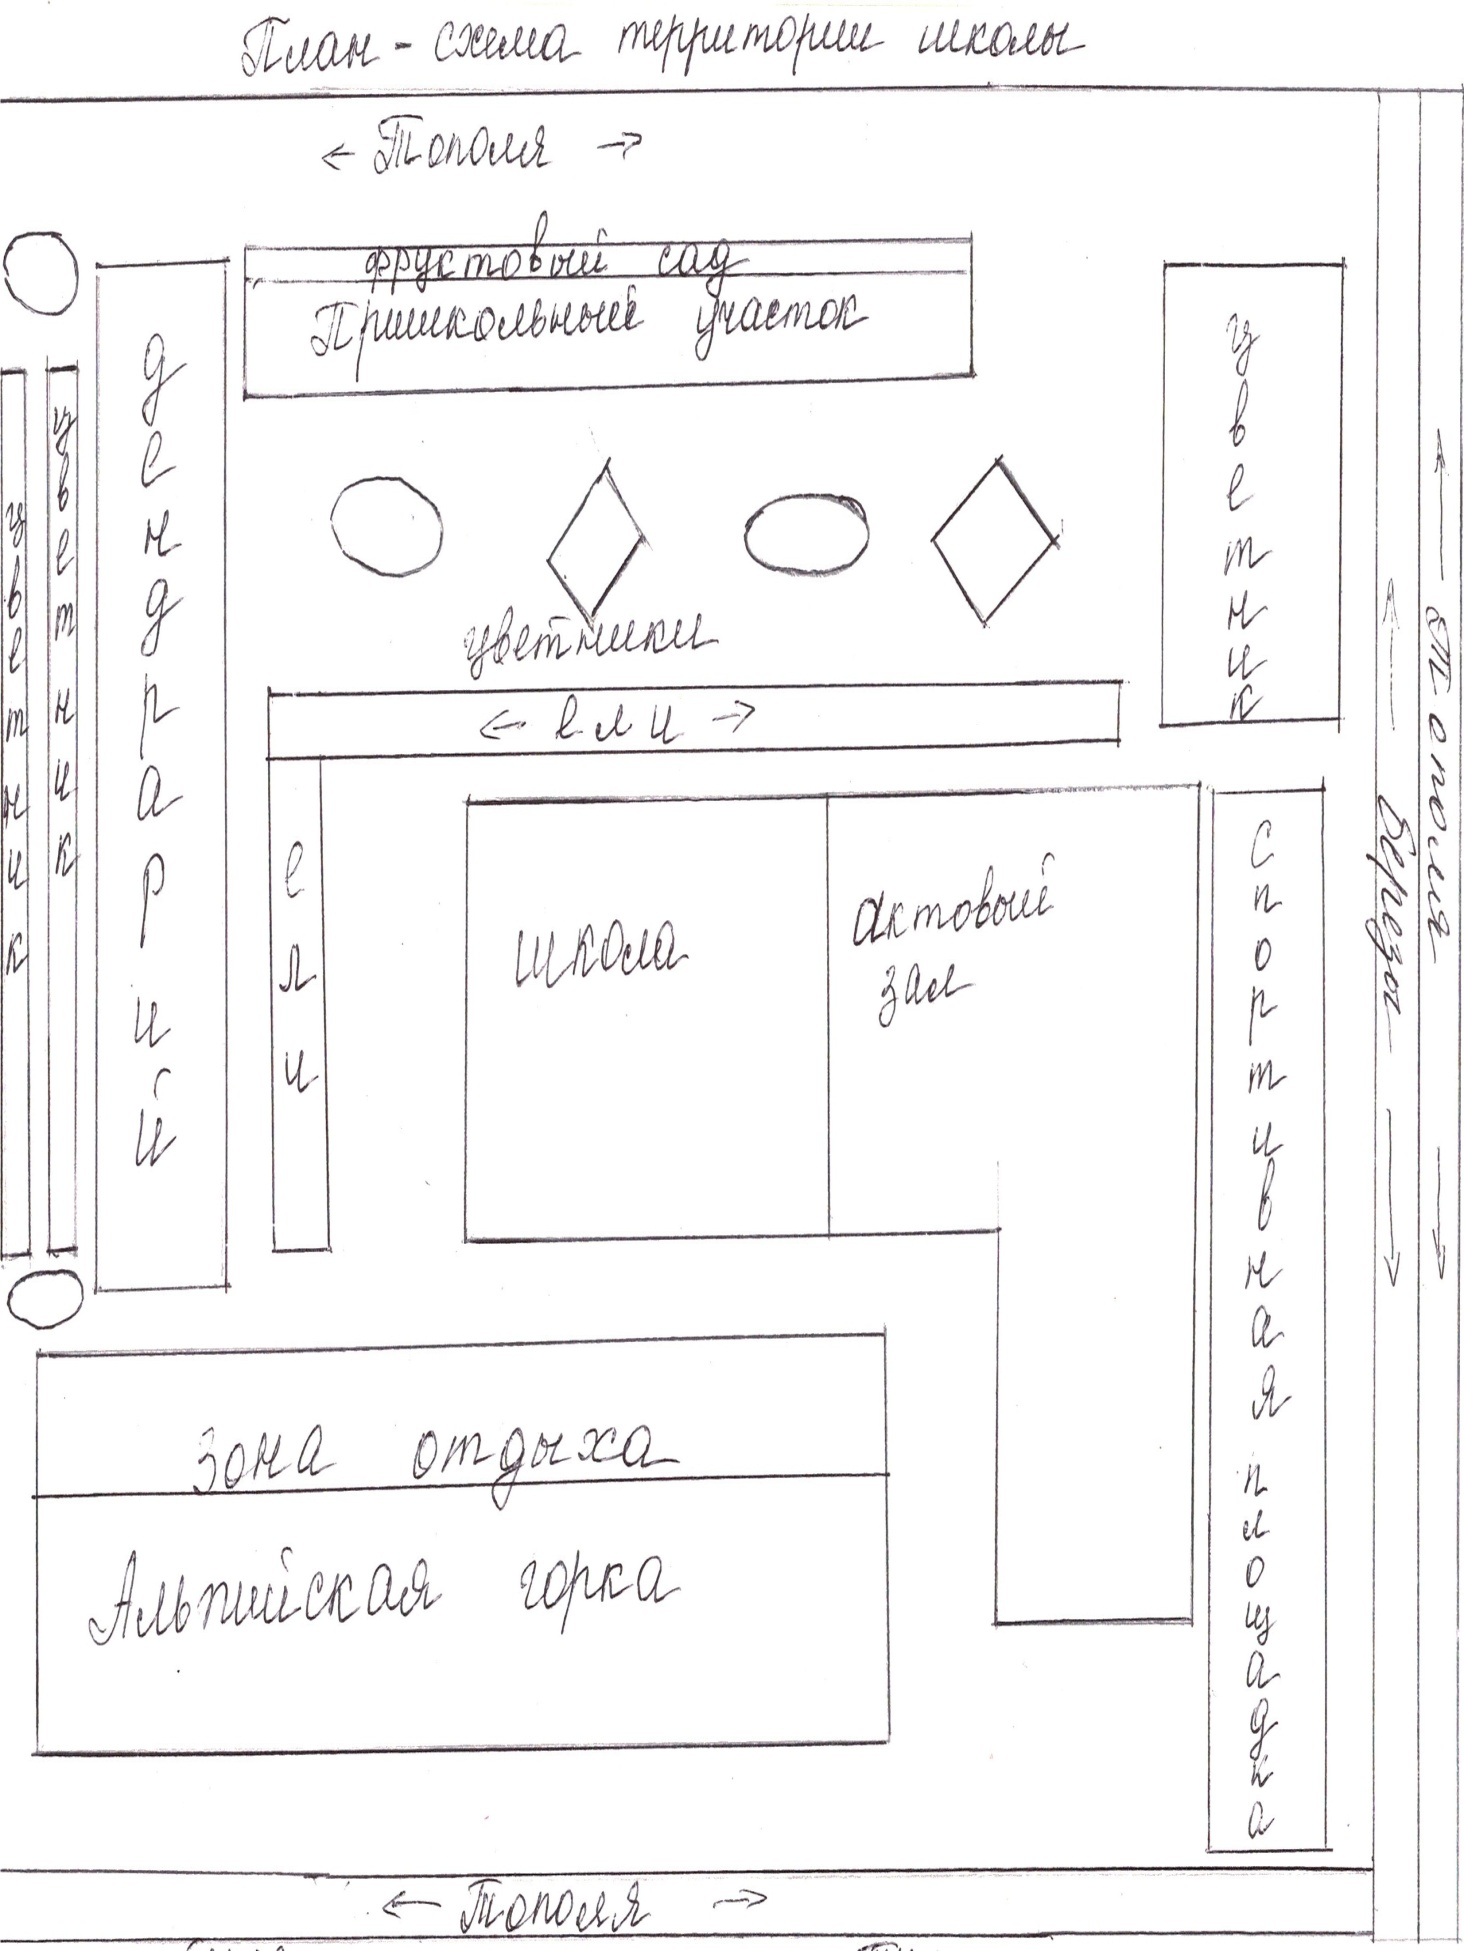 План-схема территории школы
← Тополя →
фруктовый сад
Пришкольный участок
цветник
цветник
дендрарий
цветник
цветники
← ели →
ели
школа
актовый
зал
спортивная площадка
← Березы →
← Тополя →
зона отдыха
Альпийская горка
← Тополя →